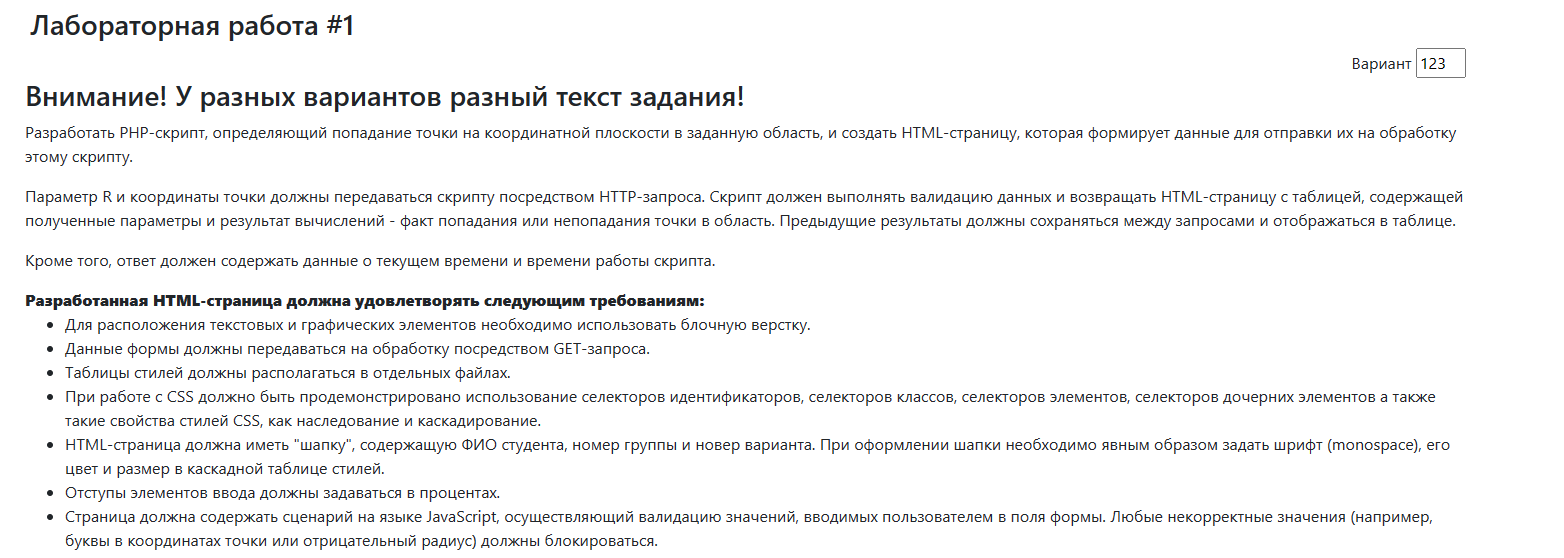 Лабораторная работа #1
Вариант 123
Внимание! У разных вариантов разный текст задания!
Разработать PHP-скрипт, определяющий попадание точки на координатной плоскости в заданную область, и создать HTML-страницу, которая формирует данные для отправки их на обработку
этому скрипту.
Параметр R и координаты точки должны передаваться скрипту посредством HTTP-запроса. Скрипт должен выполнять валидацию данных и возвращать HTML-страницу с таблицей, содержащей
полученные параметры и результат вычислений - факт попадания или непопадания точки в область. Предыдущие результаты должны сохраняться между запросами и отображаться в таблице.
Кроме того, ответ должен содержать данные о текущем времени и времени работы скрипта.
Разработанная HTML-страница должна удовлетворять следующим требованиям:
• Для расположения текстовых и графических элементов необходимо использовать блочную верстку.
• Данные формы должны передаваться на обработку посредством GET-запроса.
• Таблицы стилей должны располагаться в отдельных файлах.
• При работе с CSS должно быть продемонстрировано использование селекторов идентификаторов, селекторов классов, селекторов элементов, селекторов дочерних элементов а также
такие свойства стилей CSS, как наследование и каскадирование.
• HTML-страница должна иметь "шапку", содержащую ФИО студента, номер группы и новер варианта. При оформлении шапки необходимо явным образом задать шрифт (monospace), его
цвет и размер в каскадной таблице стилей.
• Отступы элементов ввода должны задаваться в процентах.
• Страница должна содержать сценарий на языке JavaScript, осуществляющий валидацию значений, вводимых пользователем в поля формы. Любые некорректные значения (например,
буквы в координатах точки или отрицательный радиус) должны блокироваться.